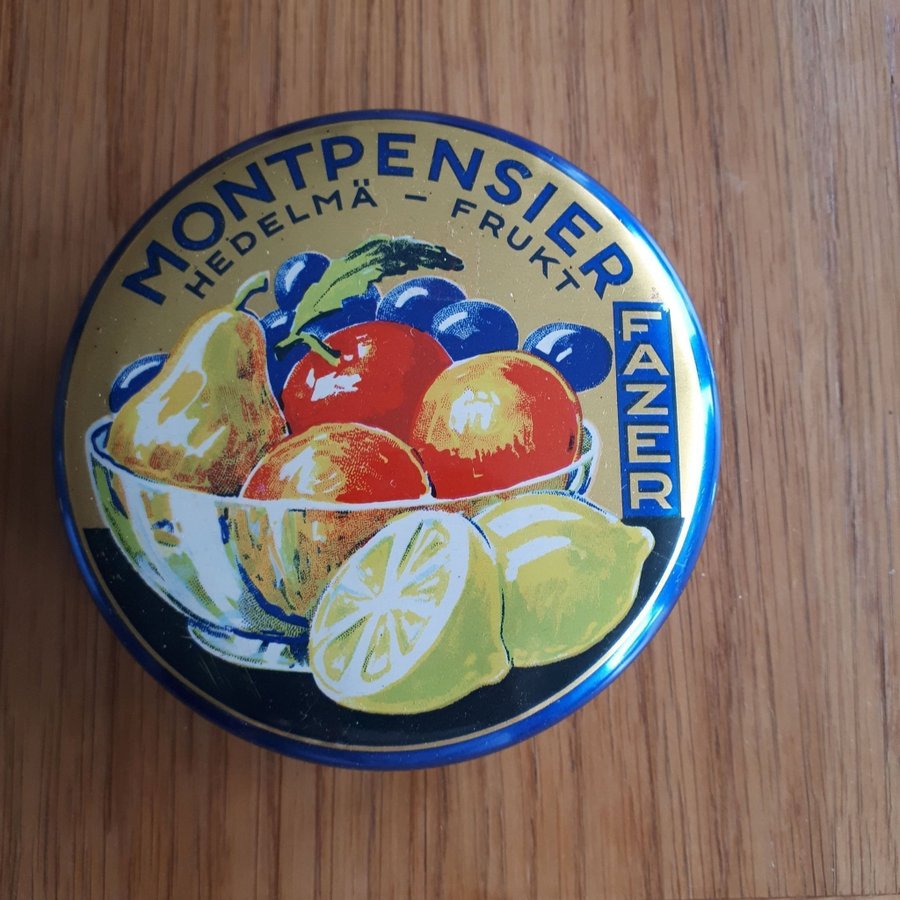 MONTPENSIER
HEDELMÄ - FRUKT
FAZER